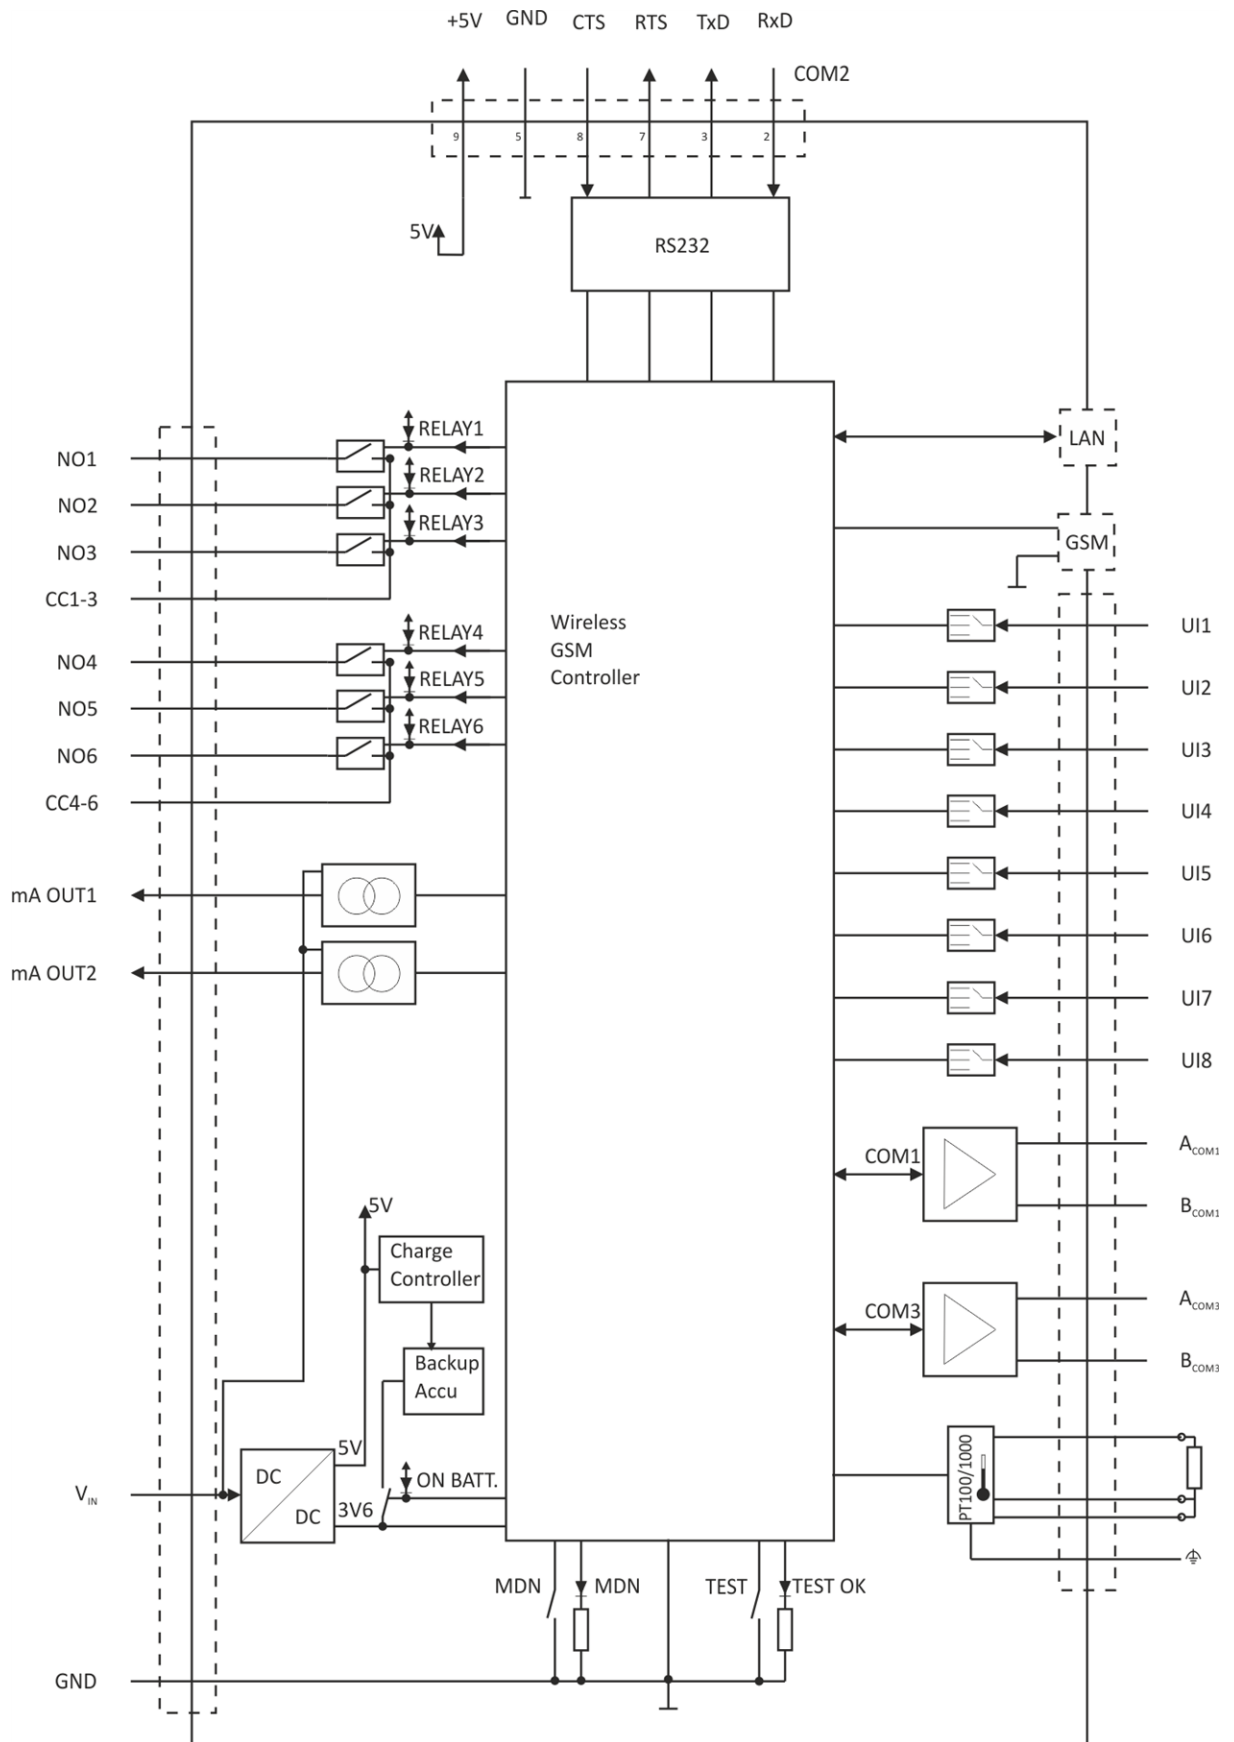 +5V GND CTS RTS TxD RxD
COM2
9 5 8 7 3 2
5V
RS232
RELAY1
NO1
RELAY2
NO2
RELAY3
NO3
CC1-3
RELAY4
NO4
RELAY5
NO5
RELAY6
NO6
CC4-6
mA OUT1
mA OUT2
Wireless
GSM
Controller
LAN
GSM
UI1
UI2
UI3
UI4
UI5
UI6
UI7
UI8
COM1
ACOM1
BCOM1
COM3
ACOM3
BCOM3
PT100/1000
5V
Charge
Controller
Backup
Accu
5V
DC
DC
VIN
3V6
ON BATT.
MDN MDN TEST TEST OK
GND